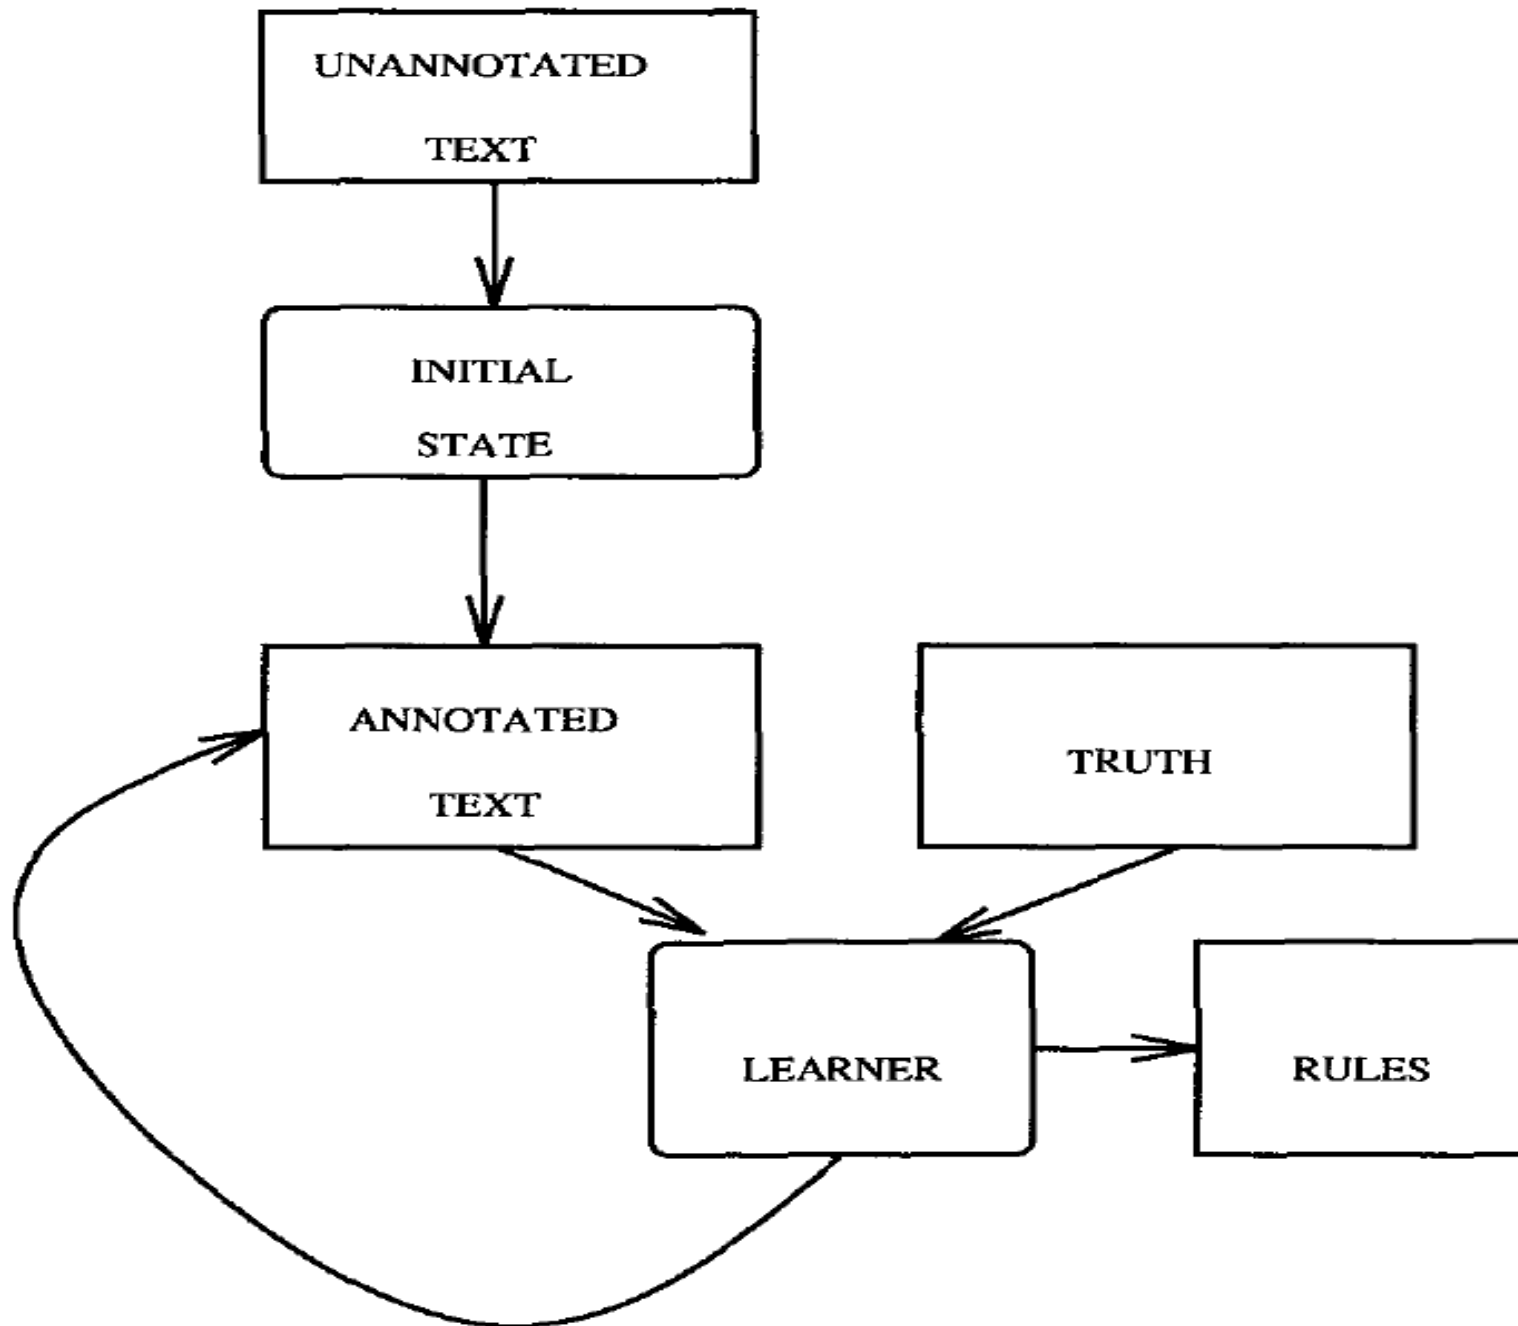 UNANNOTATED
TEXT
INITIAL
STATE
ANNOTATED
TEXT
TRUTH
LEARNER
RULES